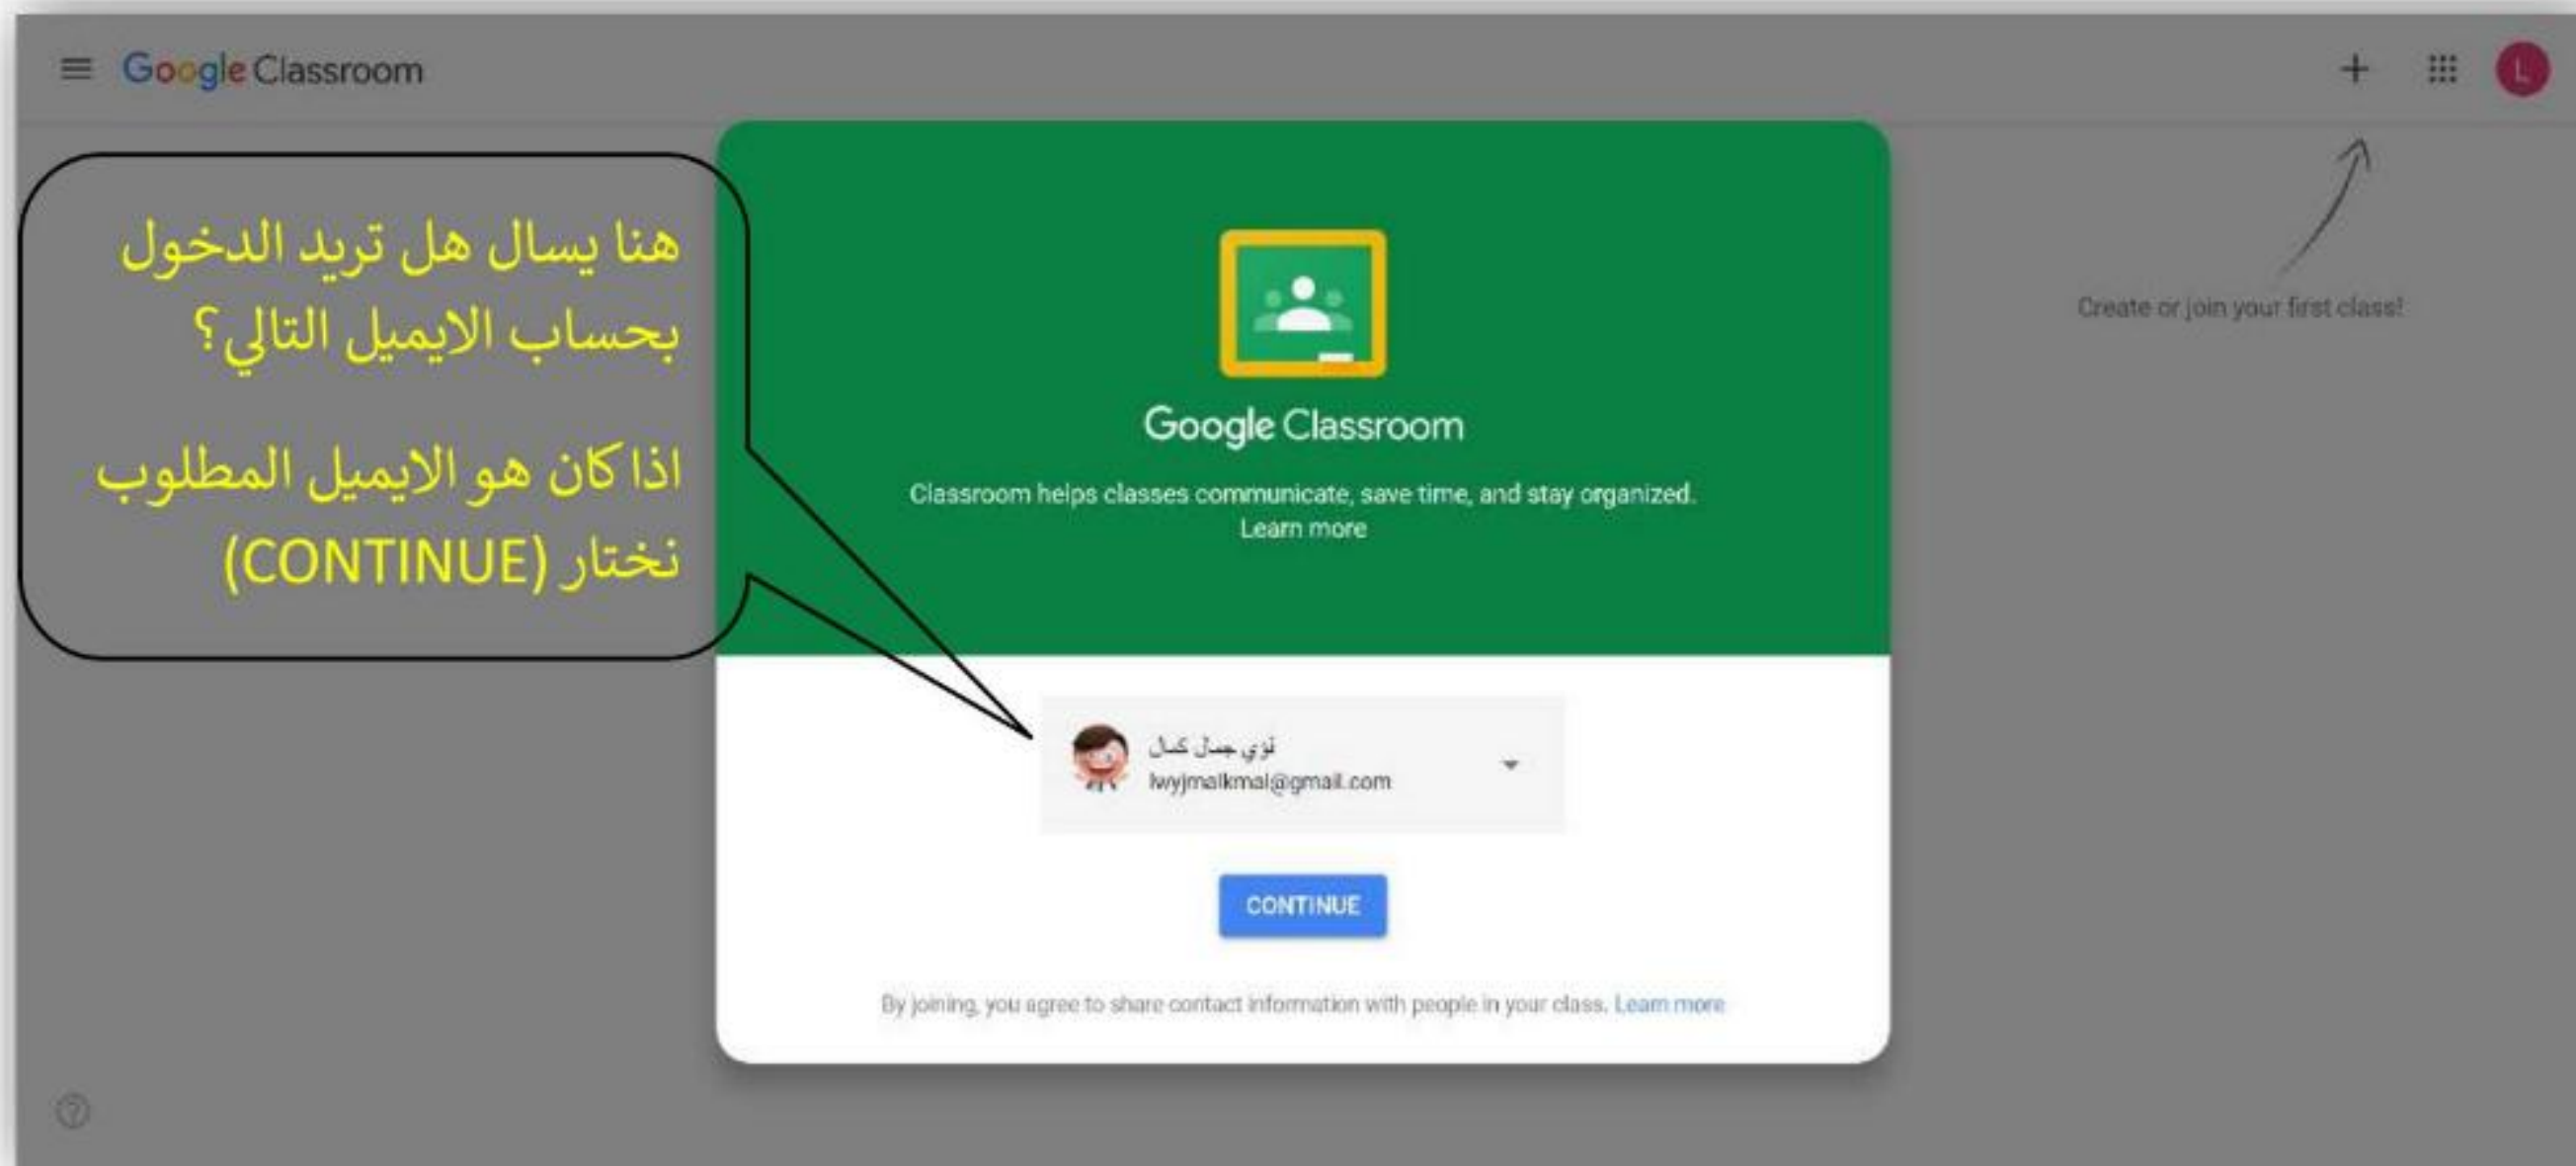 Google Classroom
L
هنا يسال هل تريد الدخول
بحساب الايميل التالي؟
اذا كان هو الايميل المطلوب
نختار (CONTINUE)
Create or join your first class!
Google Classroom
Classroom helps classes communicate, save time, and stay organized.
Learn more
لؤي جمال كمال
lwyjmalkmal@gmail.com
CONTINUE
By joining, you agree to share contact information with people in your class. Learn more